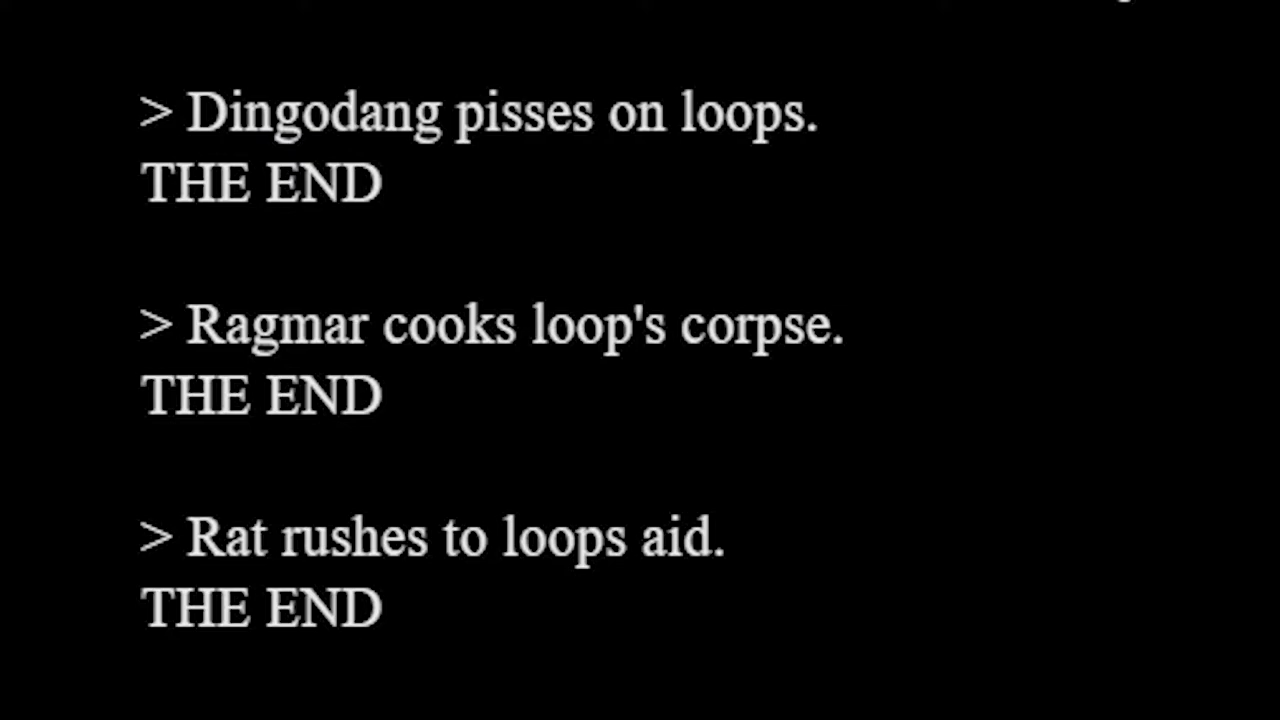 > Dingodang pisses on loops.
THE END
> Ragmar cooks loop's corpse.
THE END
> Rat rushes to loops aid.
THE END